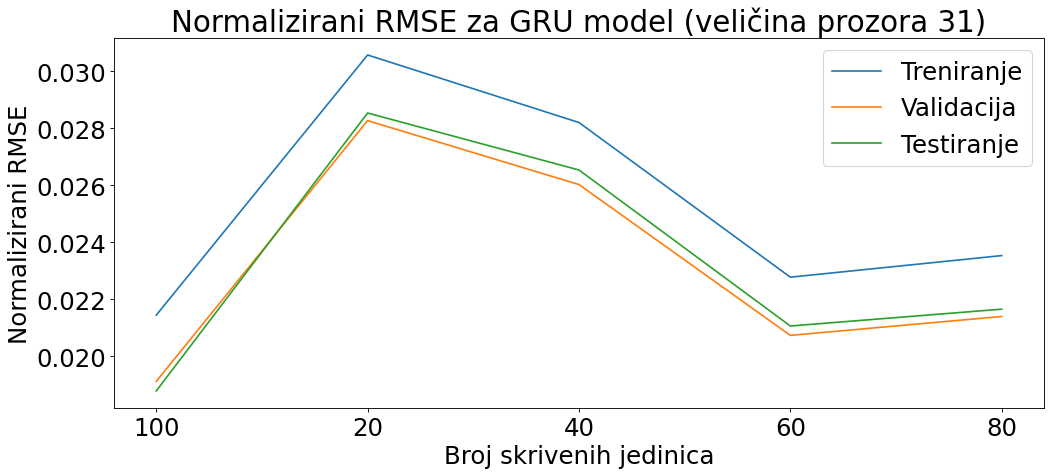 Normalizirani RMSE za GRU model (veličina prozora 31)
Treniranje
Validacija
Testiranje
Normalizirani RMSE
0.030
0.028
0.026
0.024
0.022
0.020
100 20 40 60 80
Broj skrivenih jedinica